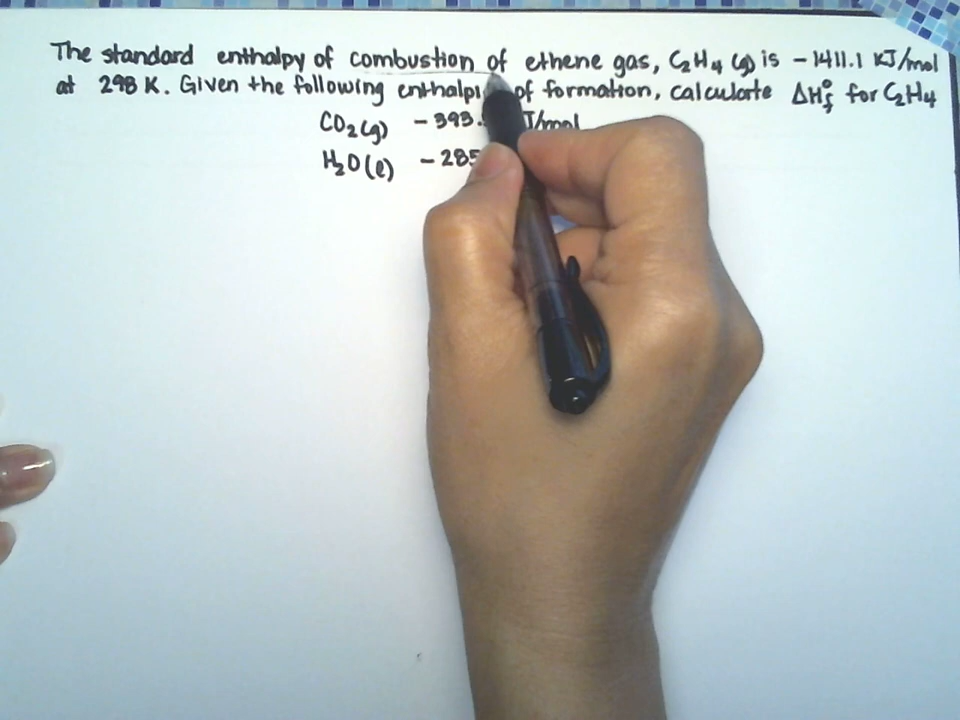 The standard enthalpy of combustion of ethene gas, C₂H₄ (g) is -1411.1 KJ/mol
at 298 K. Given the following of formation, calculate ΔH°f for C₂H₄
CO₂(g) -393. J/mol
H₂O(l) -285